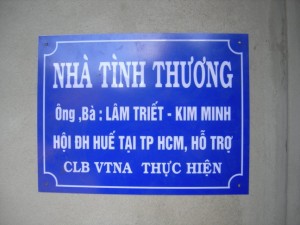 NHÀ TÌNH THƯƠNG
Ông ,Bà : LÂM TRIẾT - KIM MINH
HỘI ĐH HUẾ TẠI TP HCM, HỖ TRỢ
CLB VTNA THỰC HIỆN